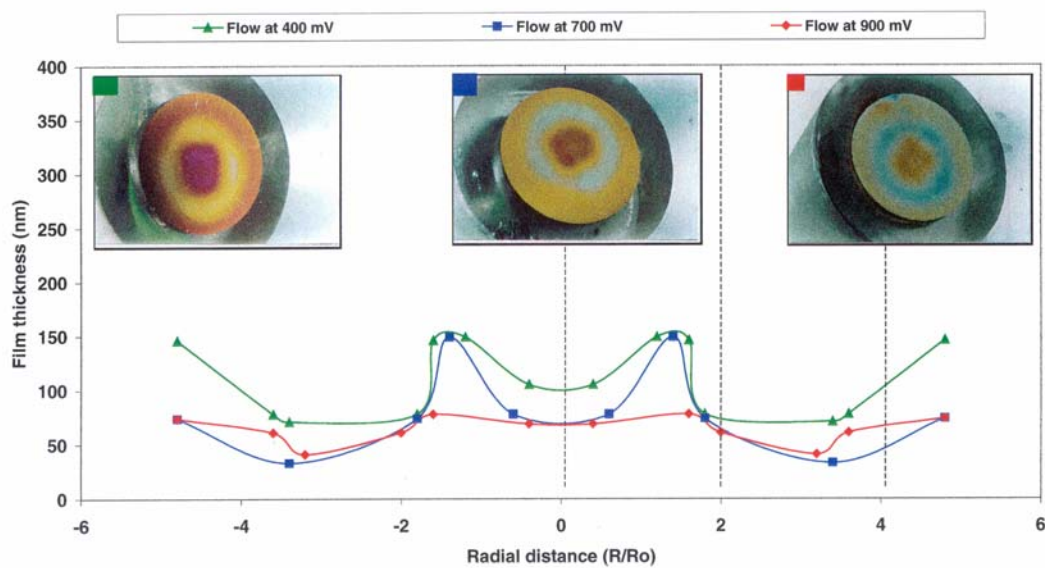 Flow at 400 mV Flow at 700 mV Flow at 900 mV
Film thickness (nm)
400
350
300
250
200
150
100
50
0
-6 -4 -2 0 2 4 6
Radial distance (R/Ro)